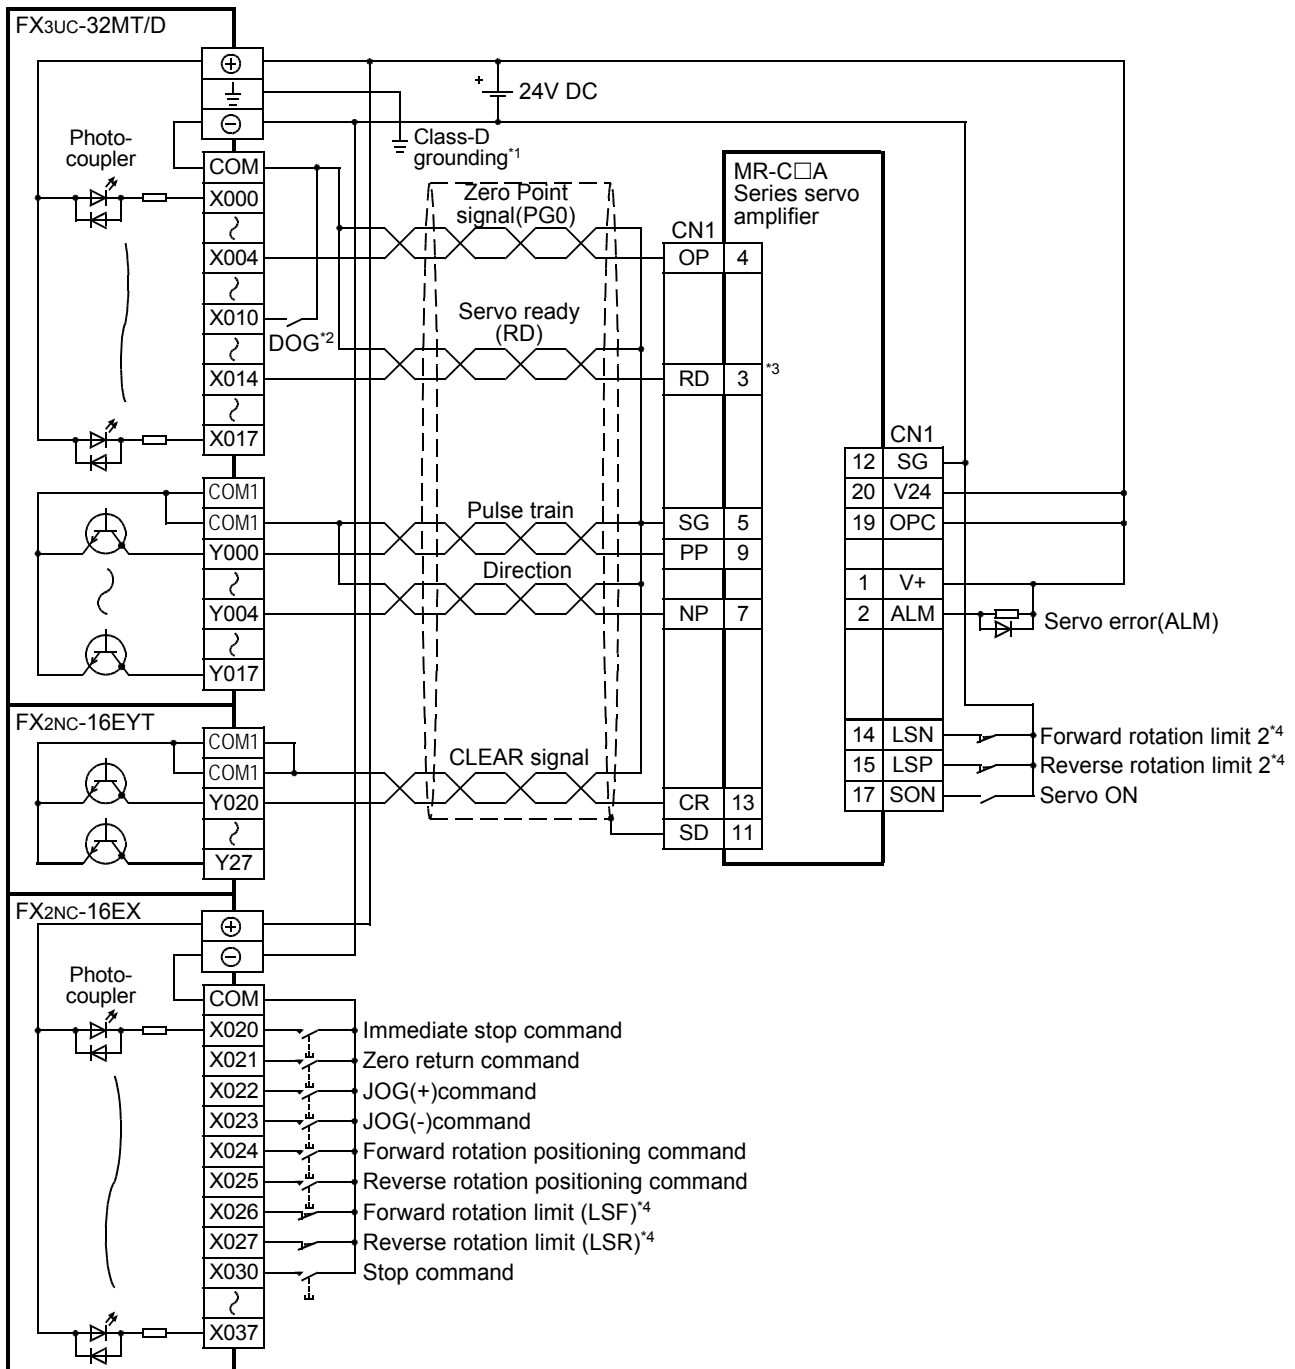 FX3UC-32MT/D
24V DC
Class-D
grounding*1
Photo-
coupler
COM
X000
X004
X010
X014
X017
DOG*2
Zero Point
signal(PG0)
Servo ready
(RD)
COM1
COM1
Y000
Y004
Y017
Pulse train
Direction
MR-C□A
Series servo
amplifier
CN1
OP 4
RD 3 *3
SG 5
PP 9
NP 7
CR 13
SD 11
CN1
12 SG
20 V24
19 OPC
1 V+
2 ALM
Servo error(ALM)
14 LSN Forward rotation limit 2*4
15 LSP Reverse rotation limit 2*4
17 SON Servo ON
FX2NC-16EYT
COM1
COM1
Y020
Y27
CLEAR signal
FX2NC-16EX
Photo-
coupler
COM
X020 Immediate stop command
X021 Zero return command
X022 JOG(+)command
X023 JOG(-)command
X024 Forward rotation positioning command
X025 Reverse rotation positioning command
X026 Forward rotation limit (LSF)*4
X027 Reverse rotation limit (LSR)*4
X030 Stop command
X037